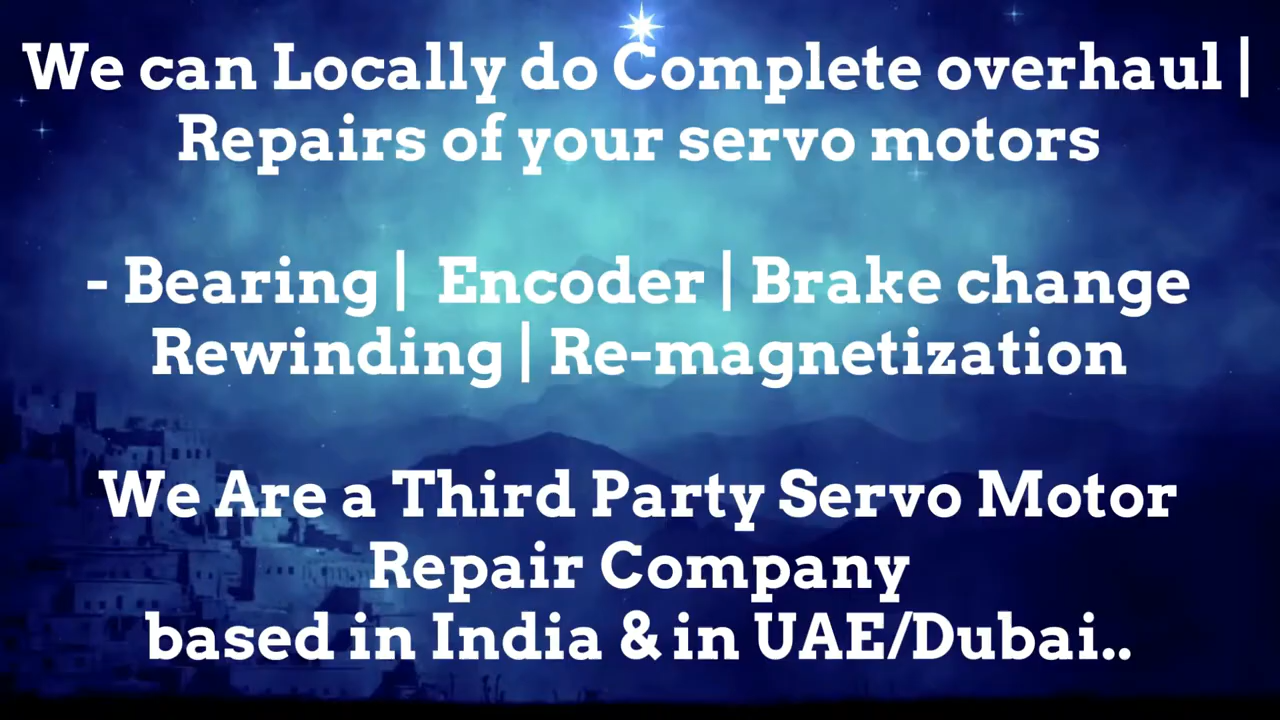 We can Locally do Complete overhaul |
Repairs of your servo motors
- Bearing | Encoder | Brake change
Rewinding | Re-magnetization
We Are a Third Party Servo Motor
Repair Company
based in India & in UAE/Dubai..